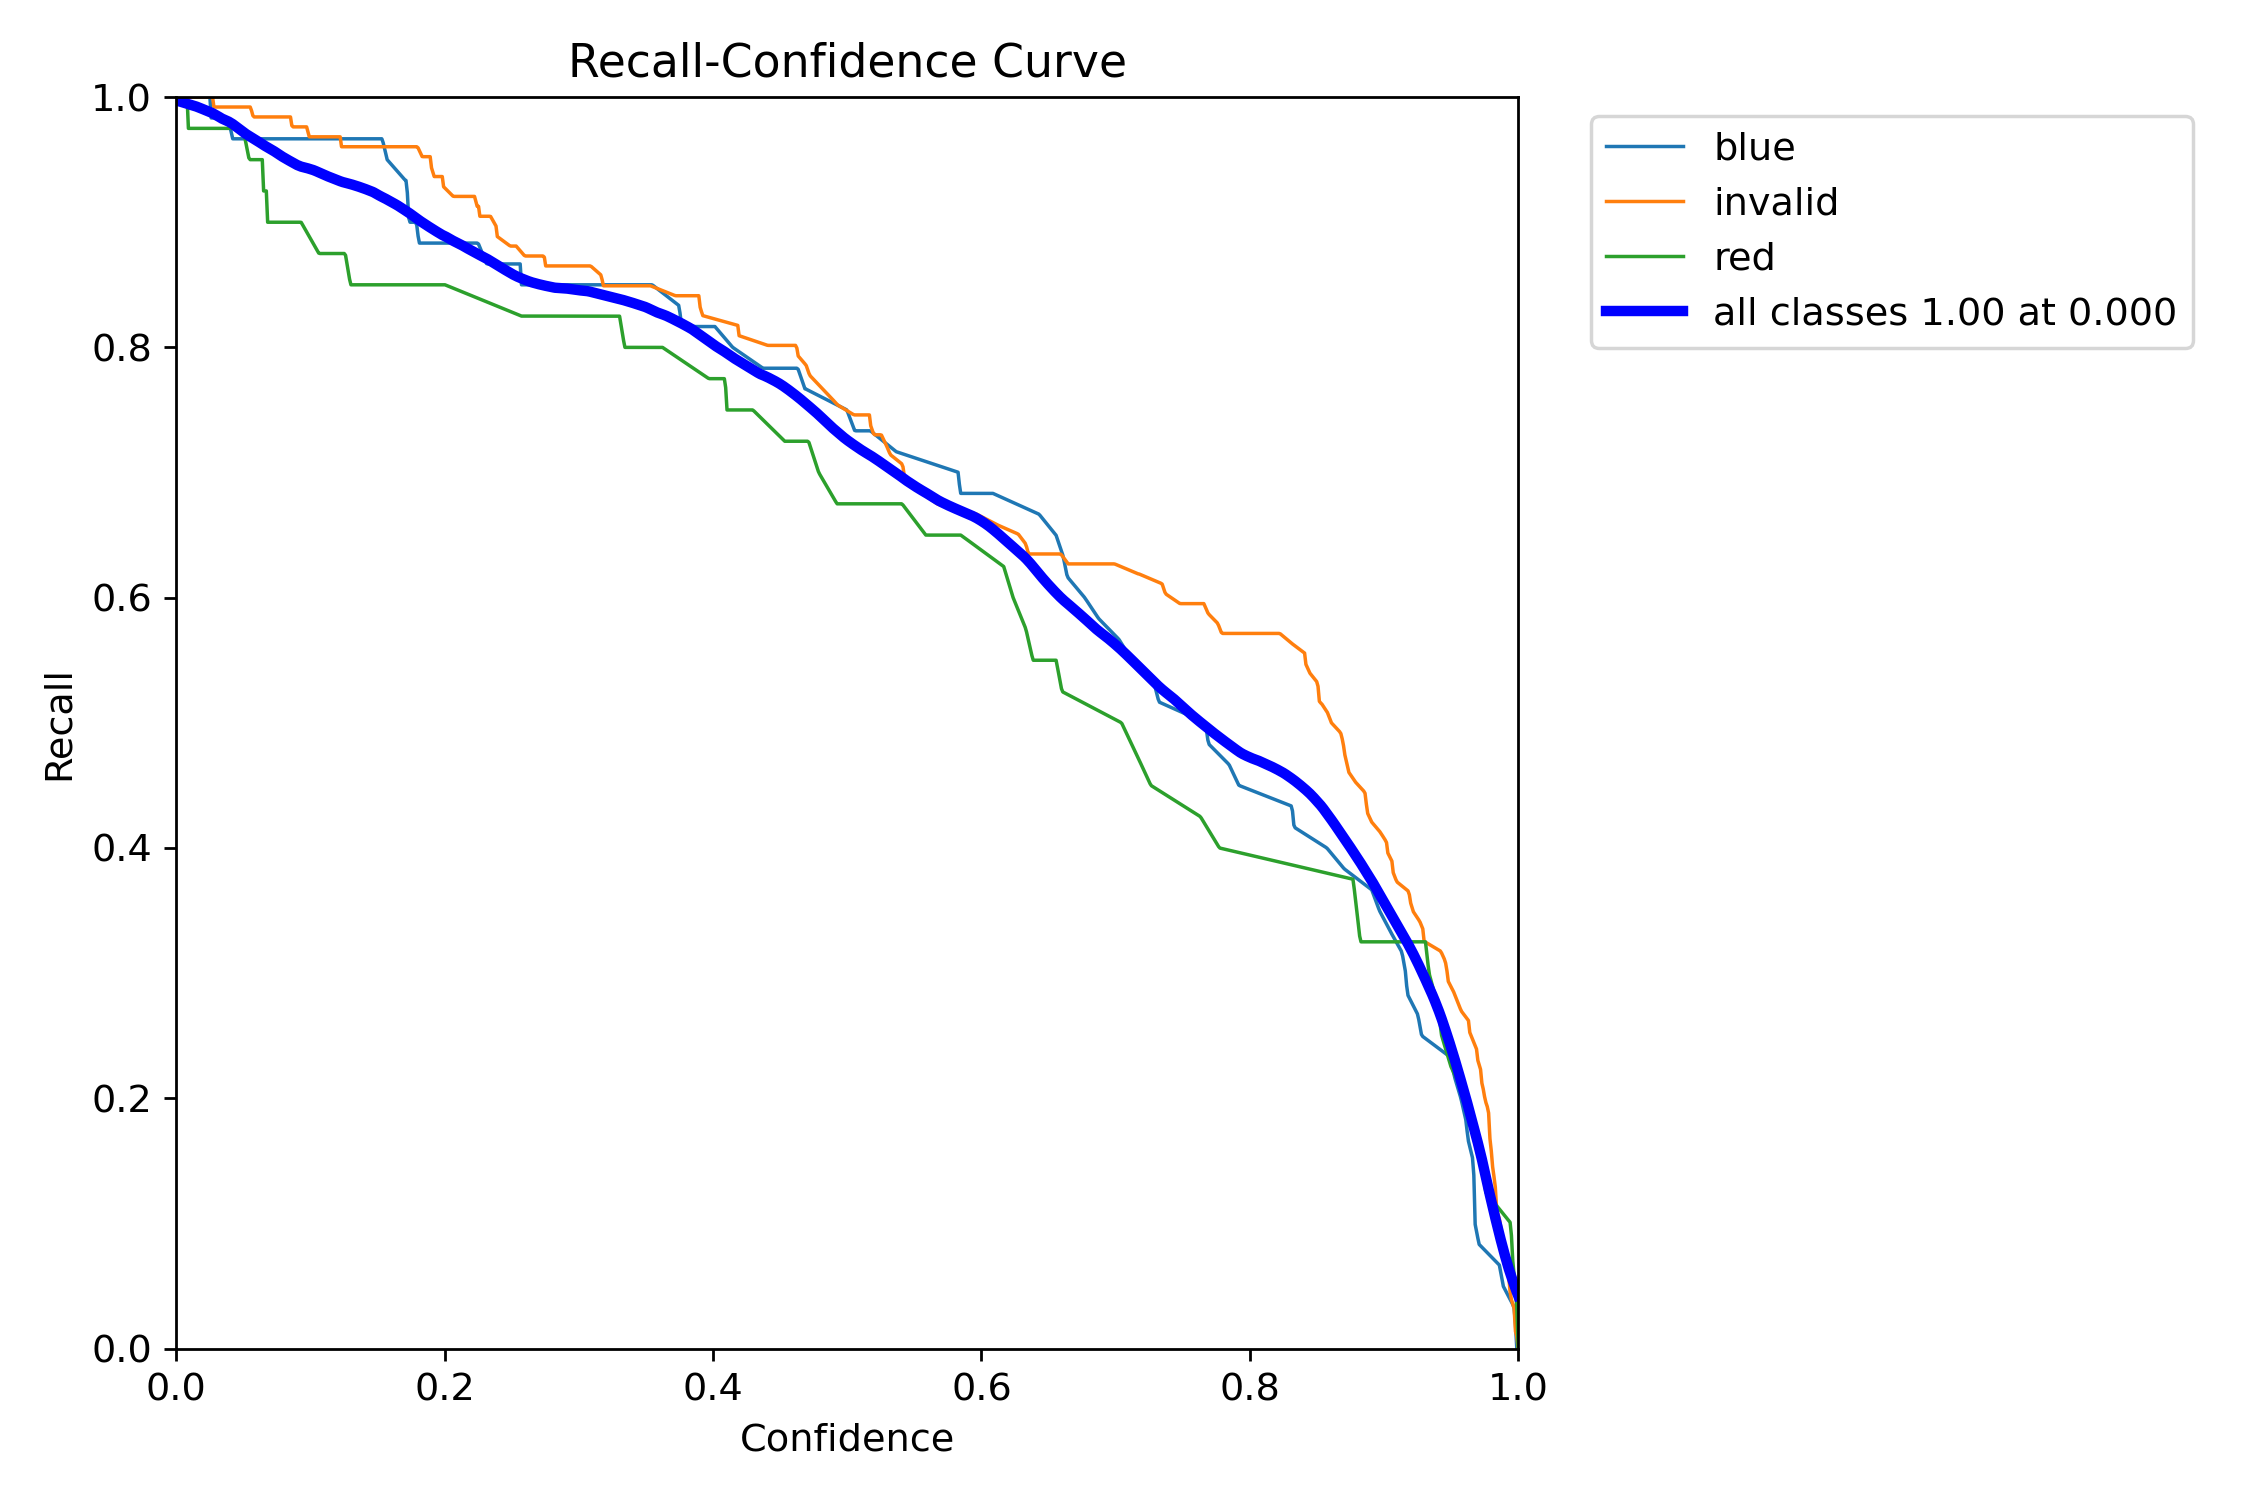 Recall-Confidence Curve
1.0
0.8
0.6
0.4
0.2
0.0
Recall
0.0 0.2 0.4 0.6 0.8 1.0
Confidence
blue
invalid
red
all classes 1.00 at 0.000